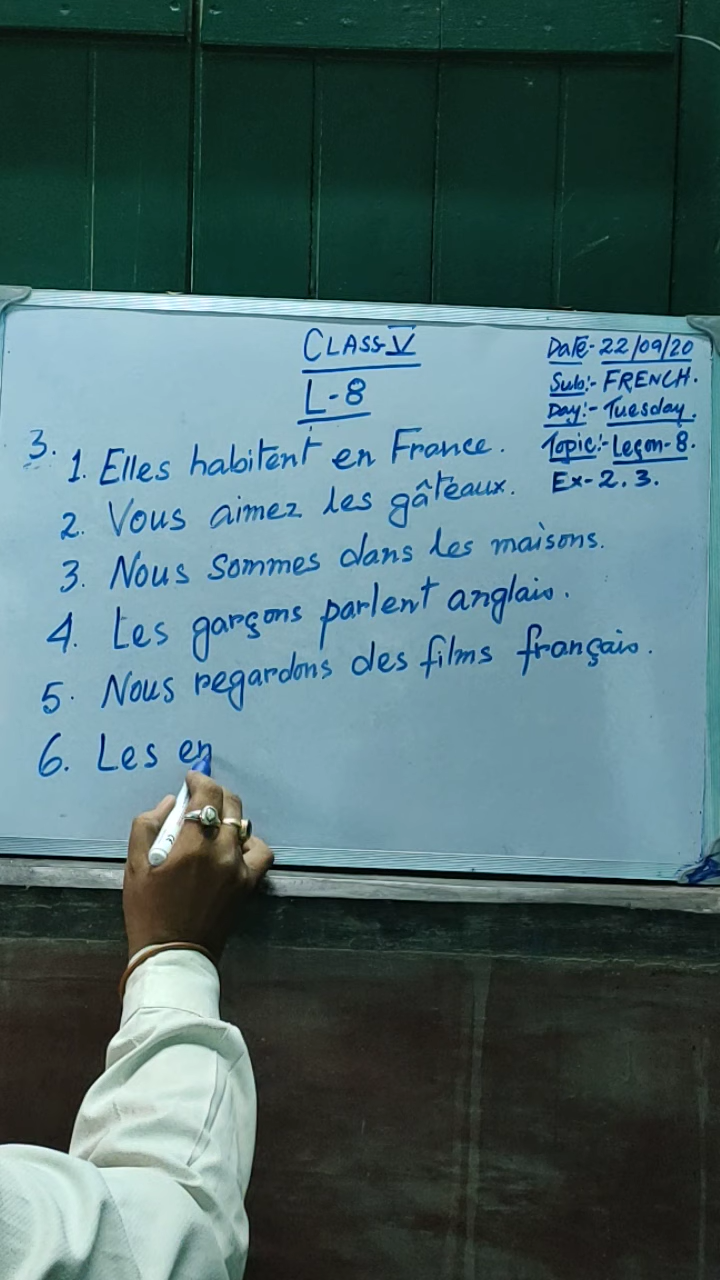 CLASS-V
L-8
Date:- 22/09/20
Sub:- FRENCH.
Day:- Tuesday.
Topic:- Leçon-8.
Ex-2.3.
3. 1. Elles habitent en France.
2. Vous aimez les gâteaux.
3. Nous sommes dans les maisons.
4. Les garçons parlent anglais.
5. Nous regardons des films français.
6. Les en